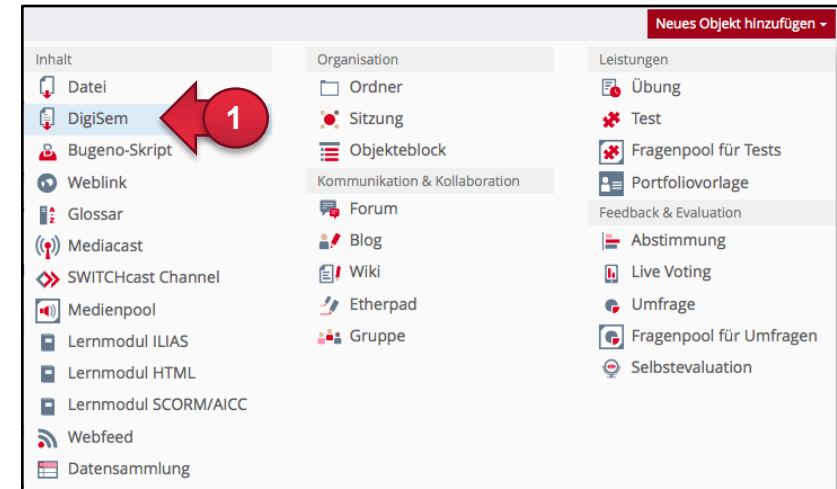 Neues Objekt hinzufügen
Inhalt
Datei
DigiSem
1
Bugeno-Skript
Weblink
Glossar
Mediacast
SWITCHcast Channel
Medienpool
Lernmodul ILIAS
Lernmodul HTML
Lernmodul SCORM/AICC
Webfeed
Datensammlung
Organisation
Ordner
Sitzung
Objekteblock
Kommunikation & Kollaboration
Forum
Blog
Wiki
Etherpad
Gruppe
Leistungen
Übung
Test
Fragenpool für Tests
Portfoliovorlage
Feedback & Evaluation
Abstimmung
Live Voting
Umfrage
Fragenpool für Umfragen
Selbstevaluation